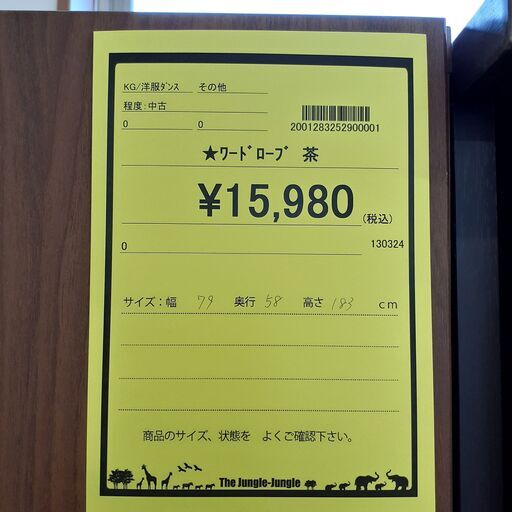 KG/洋服ﾀﾞﾝｽ その他
程度:中古
0 0
2001283252900001
★ﾜｰﾄﾞﾛｰﾌﾞ 茶
¥15,980 (税込)
0 130324
サイズ：幅 79 奥行 58 高さ 183 cm
商品のサイズ、状態を よくご確認下さい。
The Jungle-Jungle